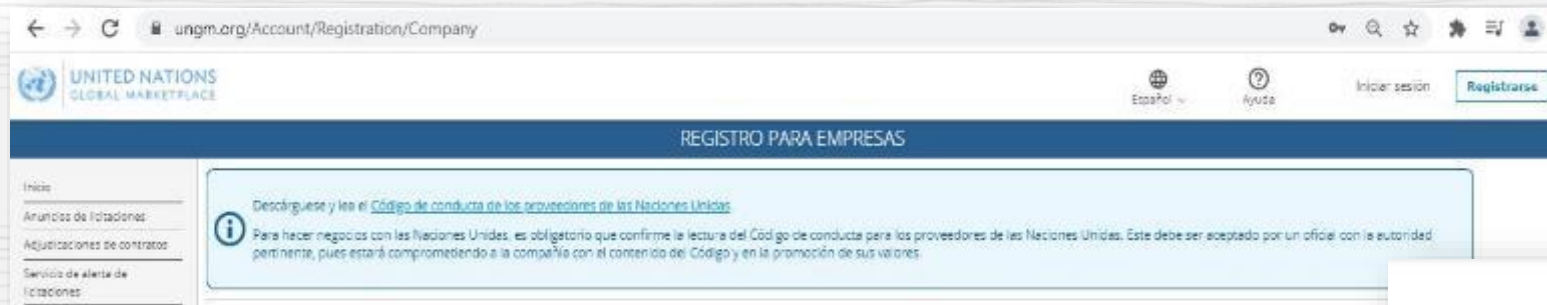 ungm.org/Account/Registration/Company
UNITED NATIONS
GLOBAL MARKETPLACE
Español
Ayuda
Iniciar sesión
Registrarse
REGISTRO PARA EMPRESAS
Inicio
Anuncios de licitaciones
Adjudicaciones de contratos
Servicio de alerta de
licitaciones
Descárguese y lea el Código de conducta de los proveedores de las Naciones Unidas
Para hacer negocios con las Naciones Unidas, es obligatorio que confirme la lectura del Código de conducta para los proveedores de las Naciones Unidas. Este debe ser aceptado por un oficial con la autoridad
pertinente, pues estará comprometiendo a la compañía con el contenido del Código y en la promoción de sus valores.